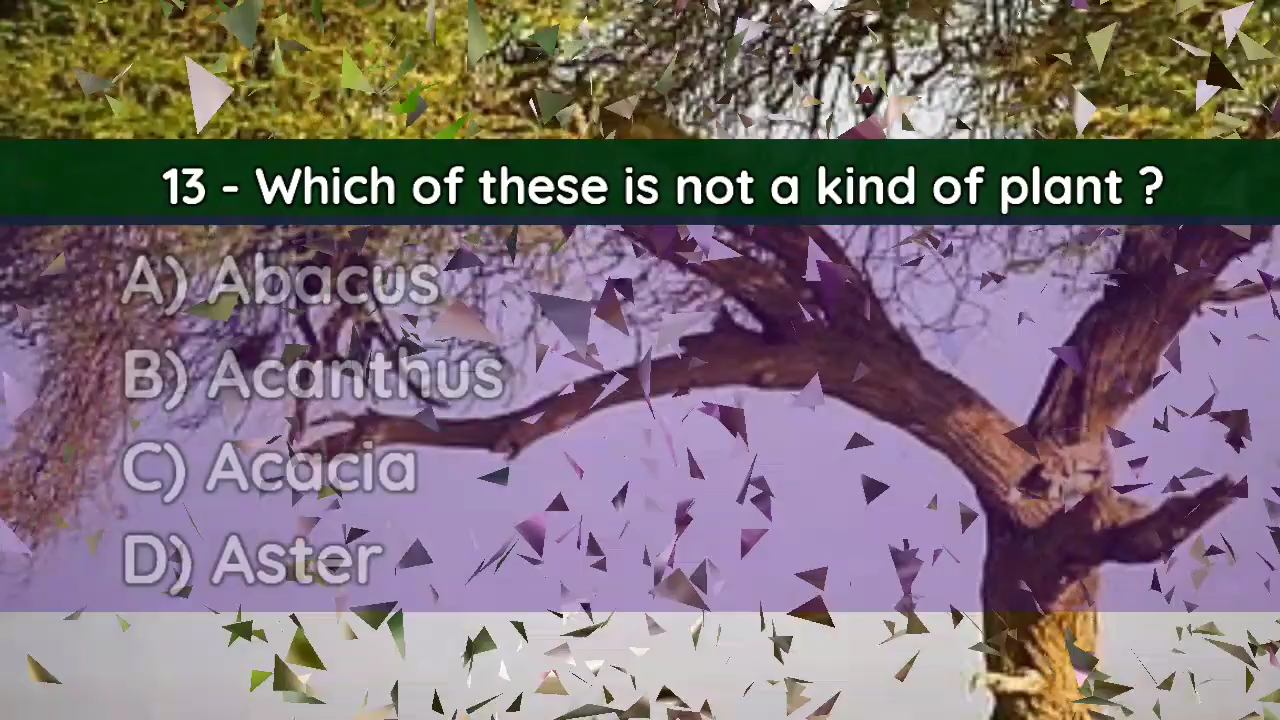 13 - Which of these is not a kind of plant ?
A) Abacus
B) Acanthus
C) Acacia
D) Aster